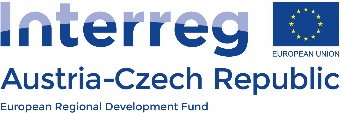 Interreg
EUROPEAN UNION
Austria-Czech Republic
European Regional Development Fund